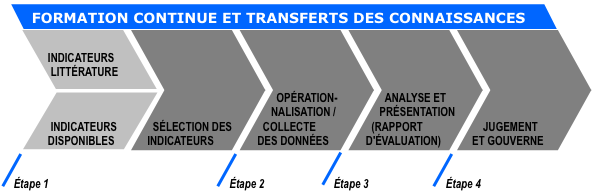 FORMATION CONTINUE ET TRANSFERTS DES CONNAISSANCES
INDICATEURS
LITTÉRATURE
INDICATEURS
DISPONIBLES
SÉLECTION DES
INDICATEURS
OPÉRATION-
NALISATION /
COLLECTE
DES DONNÉES
ANALYSE ET
PRÉSENTATION
(RAPPORT
D'ÉVALUATION)
JUGEMENT
ET GOUVERNE
Étape 1
Étape 2
Étape 3
Étape 4